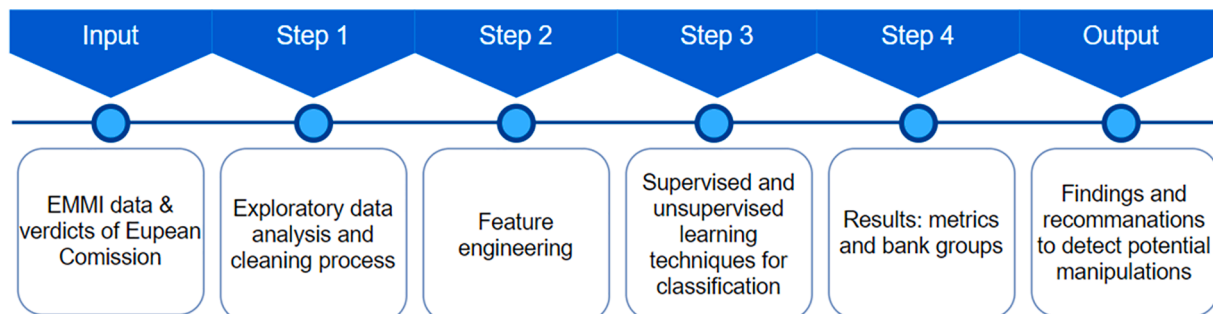 Input
Step 1
Step 2
Step 3
Step 4
Output
EMMI data &
verdicts of Eupean
Comission
Exploratory data
analysis and
cleaning process
Feature
engineering
Supervised and
unsupervised
learning
techniques for
classification
Results: metrics
and bank groups
Findings and
recommanations
to detect potential
manipulations